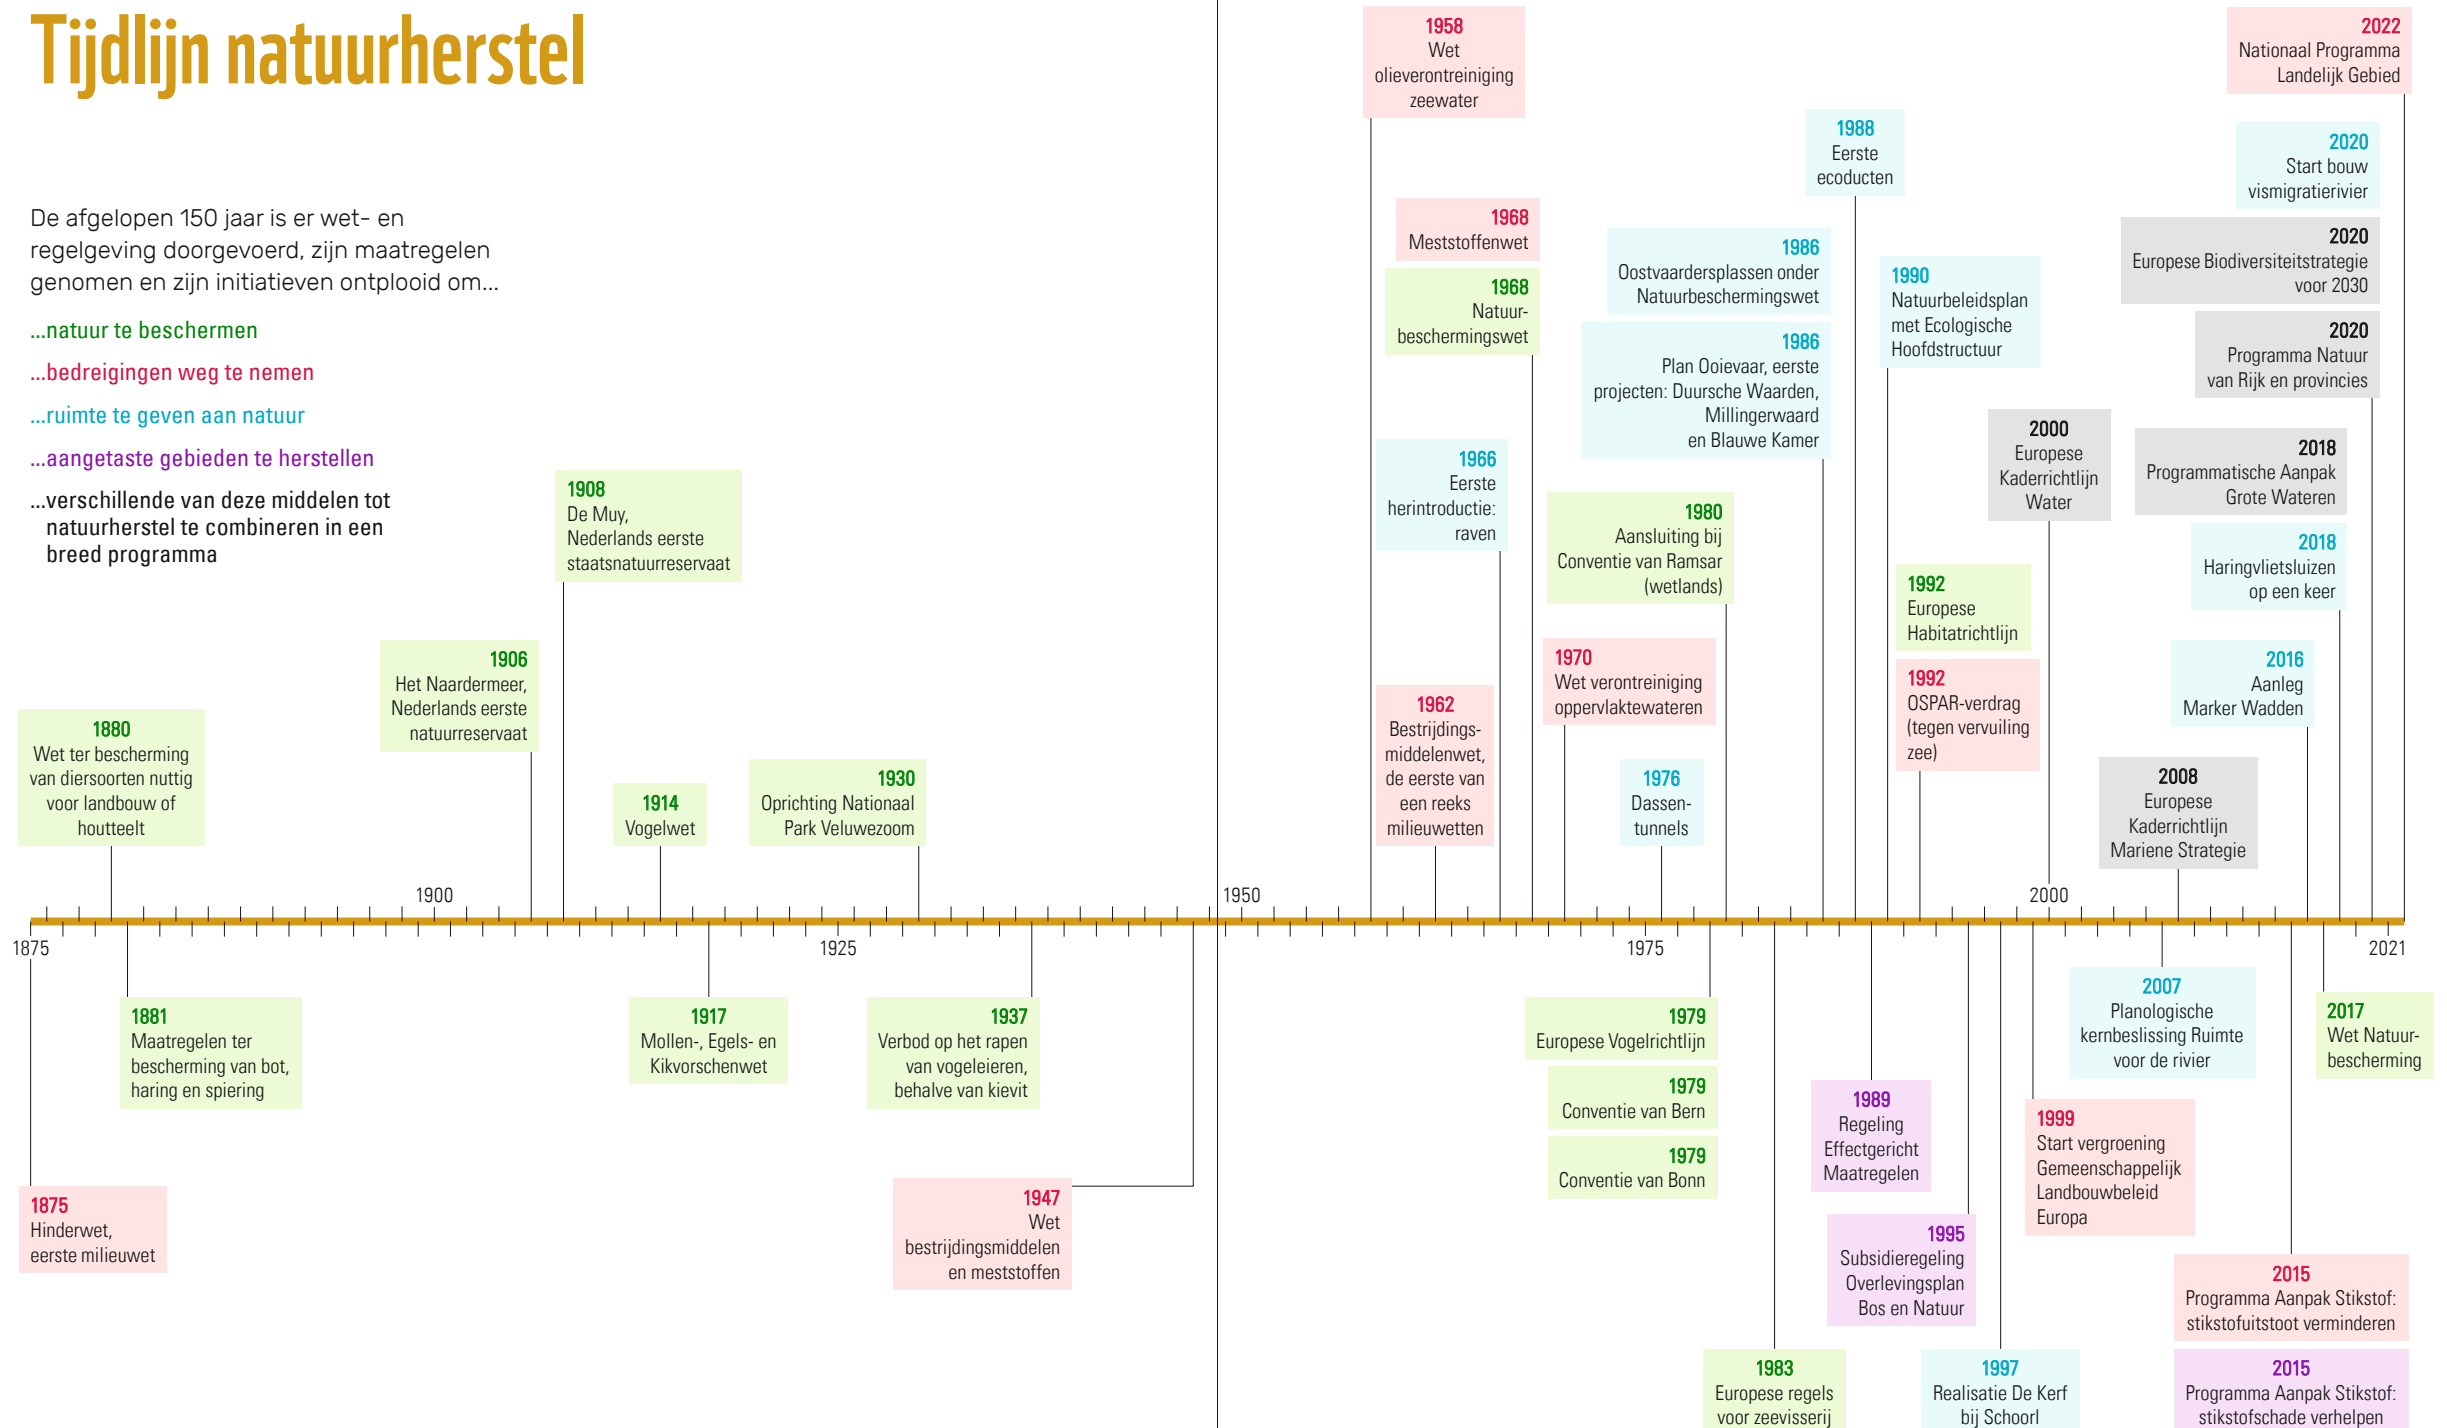 Tijdlijn natuurherstel
De afgelopen 150 jaar is er wet- en
regelgeving doorgevoerd, zijn maatregelen
genomen en zijn initiatieven ontplooid om...
...natuur te beschermen
...bedreigingen weg te nemen
...ruimte te geven aan natuur
...aangetaste gebieden te herstellen
...verschillende van deze middelen tot
natuurherstel te combineren in een
breed programma
1880
Wet ter bescherming
van diersoorten nuttig
voor landbouw of
houtteelt
1906
Het Naardermeer,
Nederlands eerste
natuurreservaat
1908
De Muy,
Nederlands eerste
staatsnatuurreservaat
1914
Vogelwet
1930
Oprichting Nationaal
Park Veluwezoom
1958
Wet
olieverontreiniging
zeewater
1968
Meststoffenwet
1968
Natuur-
beschermingswet
1966
Eerste
herintroductie:
raven
1962
Bestrijdings-
middelenwet,
de eerste van
een reeks
milieuwetten
1970
Wet verontreiniging
oppervlaktewateren
1976
Dassen-
tunnels
1980
Aansluiting bij
Conventie van Ramsar
(wetlands)
1986
Oostvaardersplassen onder
Natuurbeschermingswet
1986
Plan Ooievaar, eerste
projecten: Duursche Waarden,
Millingerwaard
en Blauwe Kamer
1988
Eerste
ecoducten
1990
Natuurbeleidsplan
met Ecologische
Hoofdstructuur
1992
Europese
Habitatrichtlijn
1992
OSPAR-verdrag
(tegen vervuiling
zee)
2000
Europese
Kaderrichtlijn
Water
2008
Europese
Kaderrichtlijn
Mariene Strategie
2022
Nationaal Programma
Landelijk Gebied
2020
Start bouw
vismigratierivier
2020
Europese Biodiversiteitstrategie
voor 2030
2020
Programma Natuur
van Rijk en provincies
2018
Programmatische Aanpak
Grote Wateren
2018
Haringvlietsluizen
op een keer
2016
Aanleg
Marker Wadden
1900
1950
2000
1875
1925
1975
2021
1875
Hinderwet,
eerste milieuwet
1881
Maatregelen ter
bescherming van bot,
haring en spiering
1917
Mollen-, Egels- en
Kikvorschenwet
1937
Verbod op het rapen
van vogeleieren,
behalve van kievit
1947
Wet
bestrijdingsmiddelen
en meststoffen
1979
Europese Vogelrichtlijn
1979
Conventie van Bern
1979
Conventie van Bonn
1983
Europese regels
voor zeevisserij
1989
Regeling
Effectgericht
Maatregelen
1995
Subsidieregeling
Overlevingsplan
Bos en Natuur
1997
Realisatie De Kerf
bij Schoorl
1999
Start vergroening
Gemeenschappelijk
Landbouwbeleid
Europa
2007
Planologische
kernbeslissing Ruimte
voor de rivier
2015
Programma Aanpak Stikstof:
stikstofuitstoot verminderen
2015
Programma Aanpak Stikstof:
stikstofschade verhelpen
2017
Wet Natuur-
bescherming